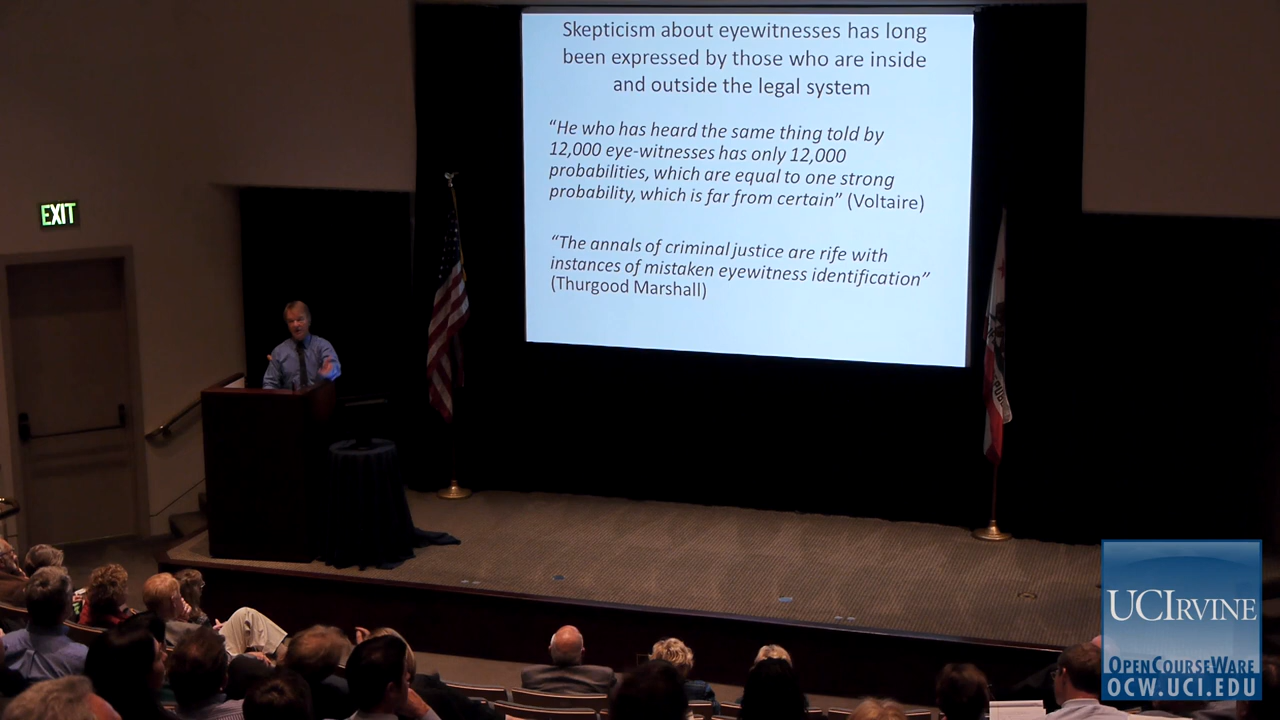 Skepticism about eyewitnesses has long
been expressed by those who are inside
and outside the legal system
“He who has heard the same thing told by
12,000 eye-witnesses has only 12,000
probabilities, which are equal to one strong
probability, which is far from certain” (Voltaire)
“The annals of criminal justice are rife with
instances of mistaken eyewitness identification”
(Thurgood Marshall)
EXIT
UCIRVINE
OPENCOURSEWARE
OCW.UCI.EDU